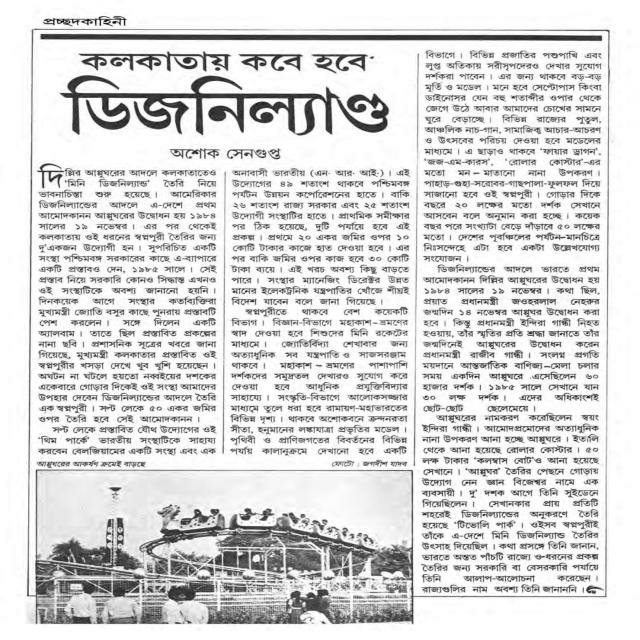 প্রচ্ছদকাহিনী
কলকাতায় কবে হবে
ডিজনিল্যাণ্ড
অশোক সেনগুপ্ত
দিল্লির আপ্পুঘরের আদলে কলকাতাতেও
'মিনি ডিজনিল্যান্ড' তৈরি নিয়ে
ভাবনাচিন্তা শুরু হয়েছে । আমেরিকার
ডিজনিল্যান্ডের আদলে এ-দেশে প্রথম
আমোদকানন আপ্পুঘরের উদ্বোধন হয় ১৯৮৪
সালের ১৯ নভেম্বর । এর পর থেকেই
কলকাতায় ওই ধরনের স্বপ্নপুরী তৈরির জন্য
দু'একজন উদ্যোগী হন । সুপরিচিত একটি
সংস্থা পশ্চিমবঙ্গ সরকারের কাছে এ-ব্যাপারে
একটি প্রস্তাবও দেন, ১৯৮৫ সালে । সেই
প্রস্তাব নিয়ে সরকারি কোনও সিদ্ধান্ত এখনও
ওই সংস্থাটিকে অবশ্য জানানো হয়নি ।
দিনকয়েক আগে সংস্থার কর্তাব্যক্তিরা
মুখ্যমন্ত্রী জ্যোতি বসুর কাছে পুনরায় প্রস্তাবটি
পেশ করলেন । সঙ্গে দিলেন একটি
অ্যালবাম । তাতে ছিল প্রস্তাবিত প্রকল্পের
নানা ছবি । প্রশাসনিক সূত্রের খবরে জানা
গিয়েছে, মুখ্যমন্ত্রী কলকাতার প্রস্তাবিত ওই
স্বপ্নপুরীর খসড়া দেখে খুব খুশি হয়েছেন ।
অঘটন না ঘটলে হয়তো নব্বইয়ের দশকের
একেবারে গোড়ার দিকেই ওই সংস্থা আমাদের
উপহার দেবেন ডিজনিল্যান্ডের আদলে তৈরি
এক স্বপ্নপুরী । সল্ট লেকে ৫০ একর জমির
ওপর তৈরি হবে সেই আমোদকানন ।
সল্ট লেকে প্রস্তাবিত যৌথ উদ্যোগের ওই
'থিম পার্কে' ভারতীয় সংস্থাটিকে সাহায্য
করবেন বেলজিয়ামের একটি সংস্থা এবং এক
অনাবাসী ভারতীয় (এন· আর· আই·) । এই
উদ্যোগের ৪৯ শতাংশ থাকবে পশ্চিমবঙ্গ
পর্যটন উন্নয়ন কর্পোরেশনের হাতে । বাকি
২৬ শতাংশ রাজ্য সরকার এবং ২৫ শতাংশ
উদ্যোগী সংস্থাটির হাতে । প্রাথমিক সমীক্ষার
পর ঠিক হয়েছে, দুটি পর্যায়ে হবে এই
প্রকল্প । প্রথমে ২০ একর জমির ওপর ১০
কোটি টাকার কাজে হাত দেওয়া হবে । এর
পর বাকি জমির ওপর কাজ হবে ৩০ কোটি
টাকা ব্যয়ে । এই খরচ অবশ্য কিছু বাড়তে
পারে । সংস্থার ম্যানেজিং ডিরেক্টর উন্নত
মানের ইলেকট্রনিক যন্ত্রপাতির খোঁজে শীগ্রই
বিদেশ যাবেন বলে জানা গিয়েছে ।
স্বপ্নপুরীতে থাকবে বেশ কয়েকটি
বিভাগ । বিজ্ঞান-বিভাগে মহাকাশ-ভ্রমণের
স্বাদ দেওয়া হবে শিশুদের মিনি রকেটের
মাধ্যমে । জ্যোতির্বিদ্যা শেখাবার জন্য
অত্যাধুনিক সব যন্ত্রপাতি ও সাজসরঞ্জাম
থাকবে । মহাকাশ-ভ্রমণের পাশাপাশি
দর্শকদের সমুদ্রতল দেখারও সুযোগ করে
দেওয়া হবে আধুনিক প্রযুক্তিবিদ্যার
সাহায্যে । সংস্কৃতি-বিভাগে আলোকসজ্জার
মাধ্যমে তুলে ধরা হবে রামায়ণ-মহাভারতের
বিভিন্ন দৃশ্য । থাকবে অশোকবনে ক্রন্দনরতা
সীতা, হনুমানের লঙ্কাযাত্রা প্রভৃতির মডেল ।
পৃথিবী ও প্রাণিজগতের বিবর্তনের বিভিন্ন
পর্যায় কালানুক্রমে দেখানো হবে একটি
আপ্পুঘরের আকর্ষণ ক্রমেই বাড়ছে
ফোটো : জগদীশ যাদব
বিভাগে । বিভিন্ন প্রজাতির পশুপাখি এবং
লুপ্ত অতিকায় সরীসৃপদেরও দেখার সুযোগ
দর্শকরা পাবেন । এর জন্য থাকবে বড়-বড়
মূর্তি ও মডেল । মনে হবে সেপ্টোপাস কিংবা
ডাইনোসর যেন বহু শতাব্দীর ওপার থেকে
জেগে উঠে আবার আমাদের চোখের সামনে
ঘুরে বেড়াচ্ছে । বিভিন্ন রাজ্যের পুতুল,
আঞ্চলিক নাচ-গান, সামাজিক আচার-আচরণ
ও উৎসবের পরিচয় দেওয়া হবে মডেলের
মাধ্যমে । এ ছাড়াও থাকবে 'ফায়ার ড্রাগন',
'জজ-এম-কারস', 'রোলার কোস্টার'-এর
মতো মন-মাতানো নানা উপকরণ ।
পাহাড়-গুহা-সরোবর-গাছপালা-ফুলফল দিয়ে
সাজানো হবে ওই স্বপ্নপুরী । গোড়ার দিকে
বছরে ২০ লক্ষের মতো দর্শক সেখানে
আসবেন বলে অনুমান করা হচ্ছে । কয়েক
বছর পরে সংখ্যাটা বেড়ে দাঁড়াবে ৫০ লক্ষের
মতো । দেশের পূর্বাঞ্চলের পর্যটন-মানচিত্রে
নিঃসন্দেহে এটা হবে একটা উল্লেখযোগ্য
সংযোজন ।
ডিজনিল্যান্ডের আদলে ভারতে প্রথম
আমোদকানন দিল্লির আপ্পুঘরের উদ্বোধন হয়
১৯৮৪ সালের ১৯ নভেম্বর । কথা ছিল,
প্রয়াত প্রধানমন্ত্রী জওহরলাল নেহরুর
জন্মদিন ১৪ নভেম্বর আপ্পুঘর উদ্বোধন করা
হবে । কিন্তু প্রধানমন্ত্রী ইন্দিরা গান্ধী নিহত
হওয়ায়, তাঁর স্মৃতির প্রতি শ্রদ্ধা জানাতে তাঁর
জন্মদিনেই আপ্পুঘরের উদ্বোধন করেন
প্রধানমন্ত্রী রাজীব গান্ধী । সংলগ্ন প্রগতি
ময়দানে আন্তজাতিক বাণিজ্য-মেলা চলার
সময় একদিন আপ্পুঘরে এসেছিলেন ৬০
হাজার দর্শক । ১৯৮৫ সালে সেখানে যান
৩০ লক্ষ দর্শক । এদের অধিকাংশই
ছোট-ছোট ছেলেমেয়ে ।
আপ্পুঘরের নামকরণ করেছিলেন স্বয়ং
ইন্দিরা গান্ধী । আমোদপ্রমোদের অত্যাধুনিক
নানা উপকরণ আনা হচ্ছে আপ্পুঘরে । ইতালি
থেকে আনা হয়েছে রোলার কোস্টার । ৫০
লক্ষ টাকার 'কলম্বাস বোট'ও আনা হয়েছে
সেখানে । 'আপ্পুঘর' তৈরির পেছনে গোড়ায়
উদ্যোগ নেন জ্ঞান বিজেশ্বর নামে এক
ব্যবসায়ী । দু' দশক আগে তিনি সুইডেনে
গিয়েছিলেন । সেখানকার প্রায় প্রতিটি
শহরেই ডিজনিল্যান্ডের অনুকরণে তৈরি
হয়েছে 'টিভোলি পার্ক' । ওইসব স্বপ্নপুরীই
তাঁকে এ-দেশে মিনি ডিজনিল্যান্ড তৈরির
উৎসাহ দিয়েছিল । কথা প্রসঙ্গে তিনি জানান,
ভারতে অন্তত পাঁচটি রাজ্যে ও-ধরনের প্রকল্প
তৈরির জন্য সরকারি বা বেসরকারি পর্যায়ে
তিনি আলাপ-আলোচনা করেছেন ।
রাজ্যগুলির নাম অবশ্য তিনি জানাননি ।